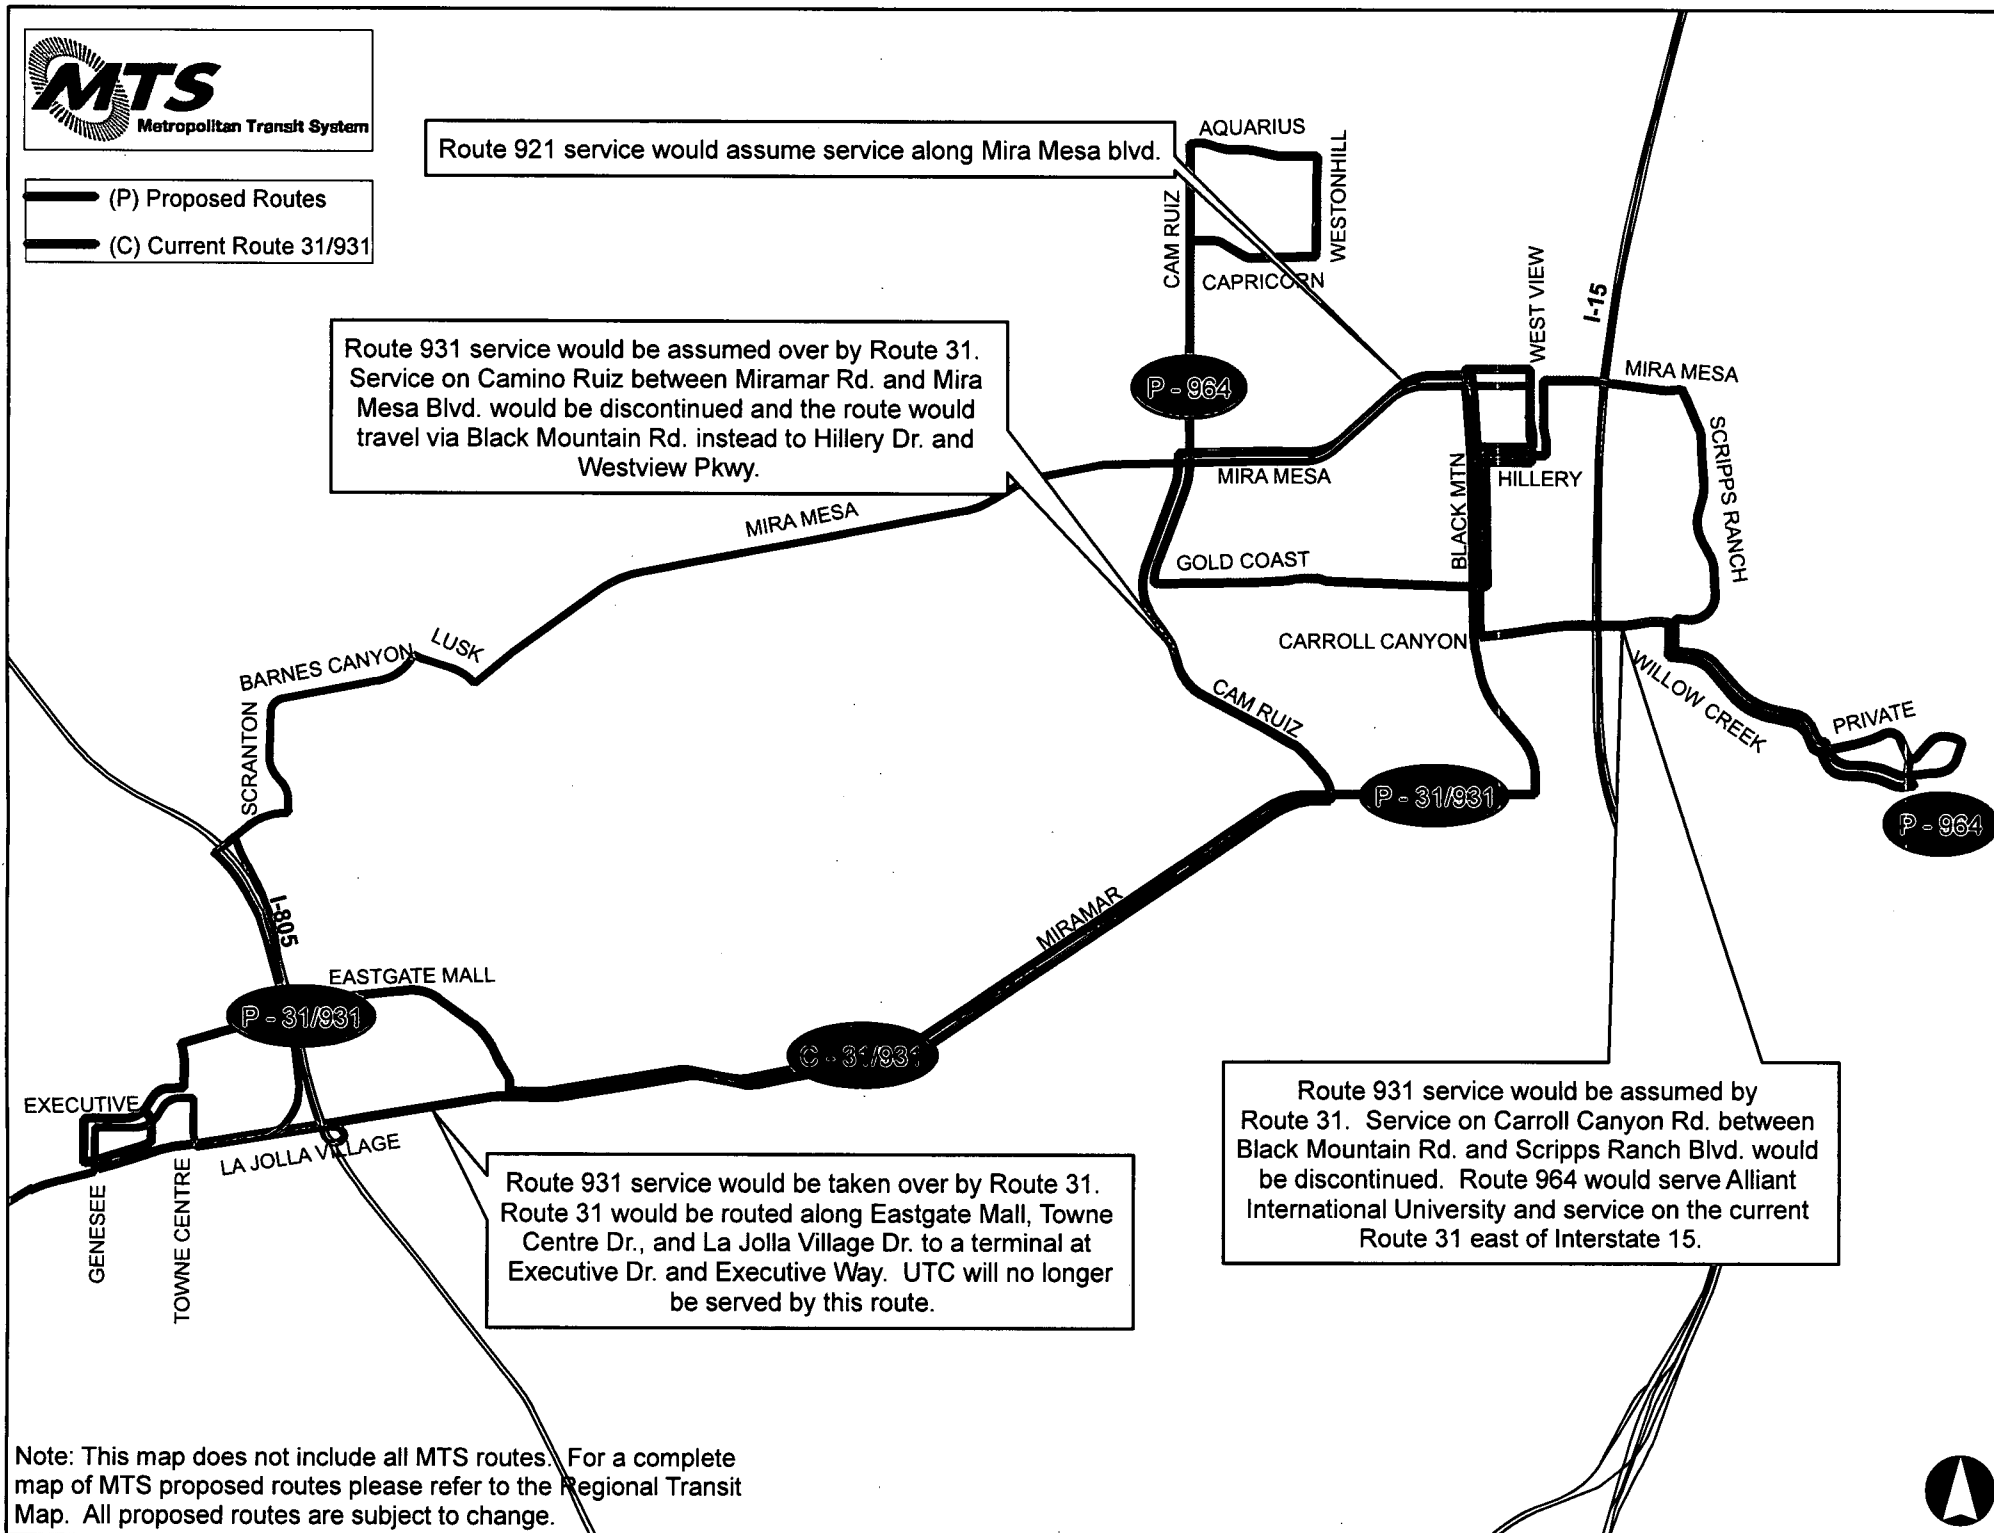 MTS
Metropolitan Transit System
(P) Proposed Routes
(C) Current Route 31/931
Route 921 service would assume service along Mira Mesa blvd.
AQUARIUS
WESTONHILL
CAM RUIZ
CAPRICORN
WEST VIEW
I-15
Route 931 service would be assumed over by Route 31.
Service on Camino Ruiz between Miramar Rd. and Mira
Mesa Blvd. would be discontinued and the route would
travel via Black Mountain Rd. instead to Hillery Dr. and
Westview Pkwy.
P - 964
MIRA MESA
SCRIPPS RANCH
MIRA MESA
HILLERY
BLACK MTN
MIRA MESA
GOLD COAST
CARROLL CANYON
LUSK
BARNES CANYON
SCRANTON
CAM RUIZ
WILLOW CREEK
PRIVATE
P - 31/931
P - 964
I-805
MIRAMAR
EASTGATE MALL
P - 31/931
C - 31/931
EXECUTIVE
LA JOLLA VILLAGE
GENESEE
TOWNE CENTRE
Route 931 service would be assumed by
Route 31. Service on Carroll Canyon Rd. between
Black Mountain Rd. and Scripps Ranch Blvd. would
be discontinued. Route 964 would serve Alliant
International University and service on the current
Route 31 east of Interstate 15.
Route 931 service would be taken over by Route 31.
Route 31 would be routed along Eastgate Mall, Towne
Centre Dr., and La Jolla Village Dr. to a terminal at
Executive Dr. and Executive Way. UTC will no longer
be served by this route.
Note: This map does not include all MTS routes. For a complete
map of MTS proposed routes please refer to the Regional Transit
Map. All proposed routes are subject to change.